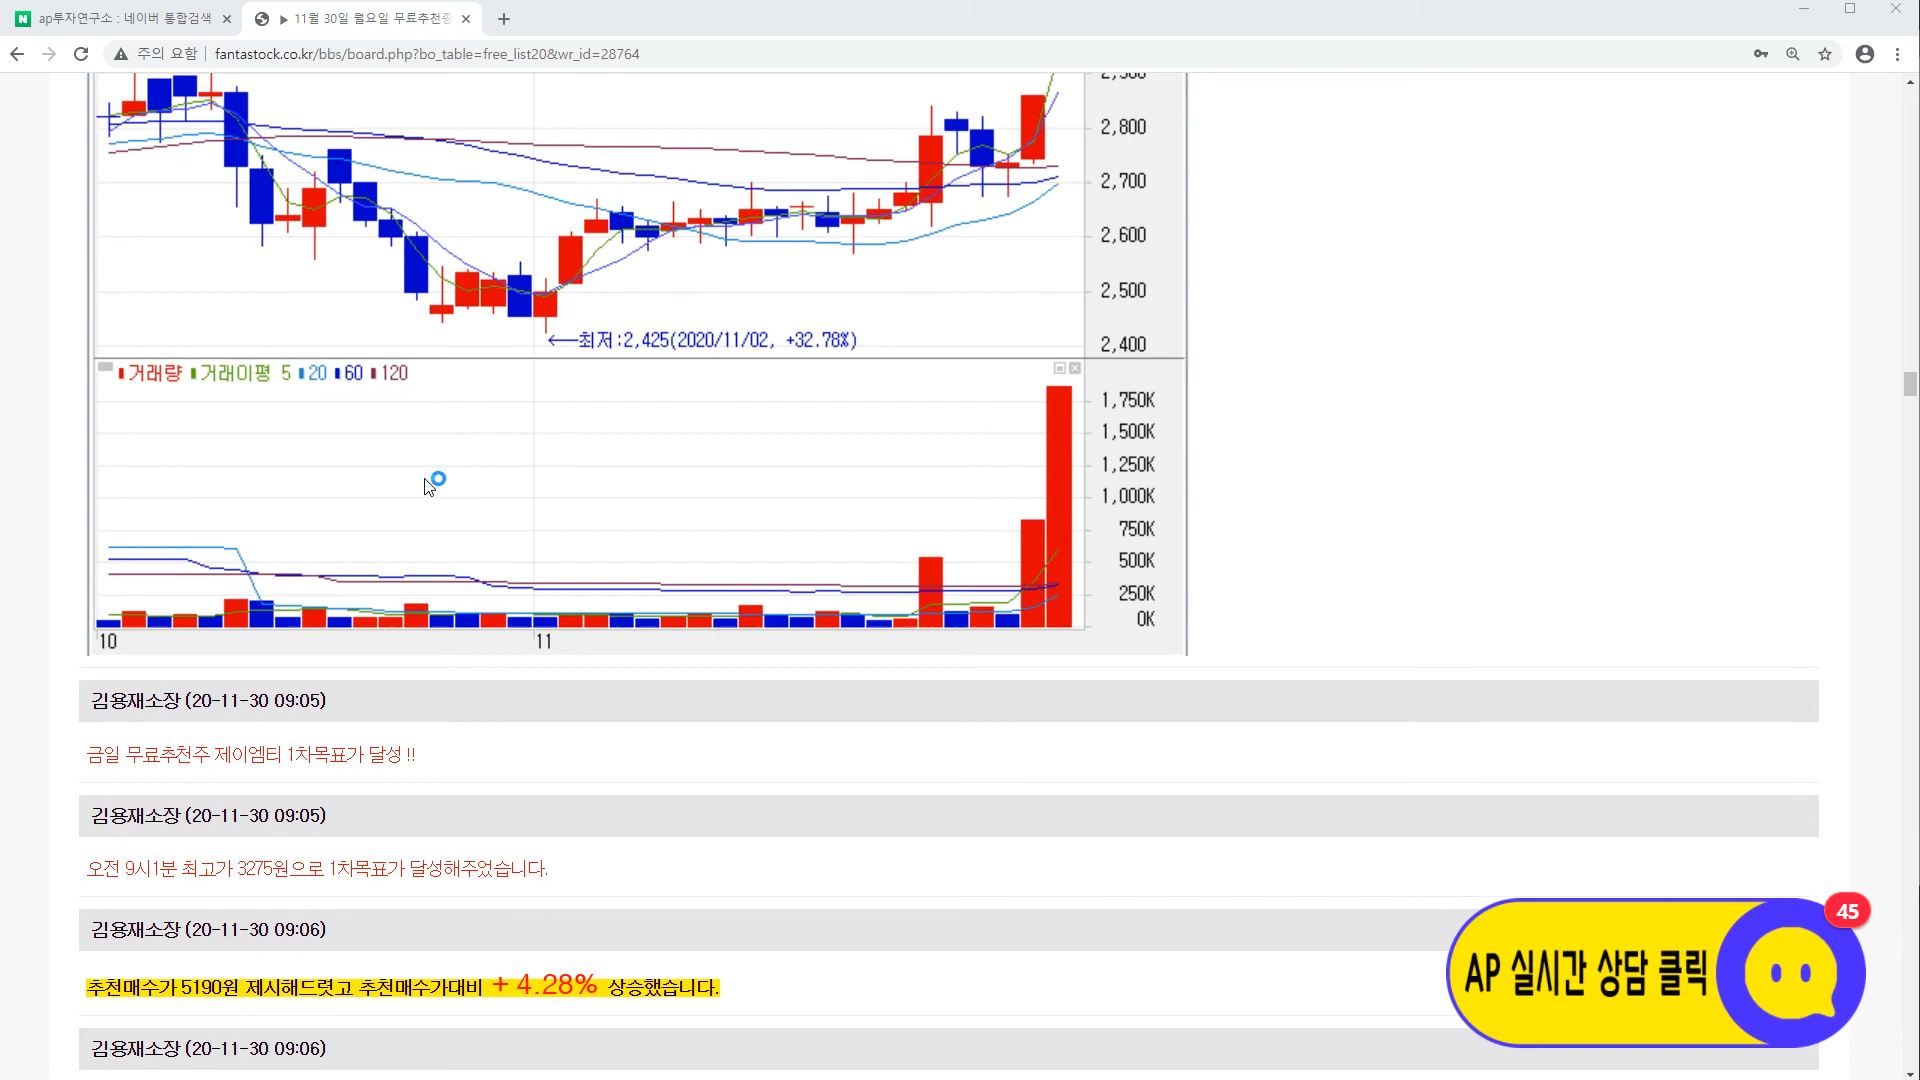 ap투자연구소 : 네이버 통합검색
▶ 11월 30일 월요일 무료추천종
주의 요함
fantastock.co.kr/bbs/board.php?bo_table=free_list20&wr_id=28764
2,800
2,700
2,600
2,500
←최저:2,425(2020/11/02, +32.78%)
2,400
거래량 거래이평 5 20 60 120
1,750K
1,500K
1,250K
1,000K
750K
500K
250K
0K
10 11
김용재소장 (20-11-30 09:05)
금일 무료추천주 제이엠티 1차목표가 달성 !!
김용재소장 (20-11-30 09:05)
오전 9시1분 최고가 3275원으로 1차목표가 달성해주었습니다.
김용재소장 (20-11-30 09:06)
추천매수가 5190원 제시해드렷고 추천매수가대비 + 4.28% 상승했습니다.
김용재소장 (20-11-30 09:06)
AP 실시간 상담 클릭
45